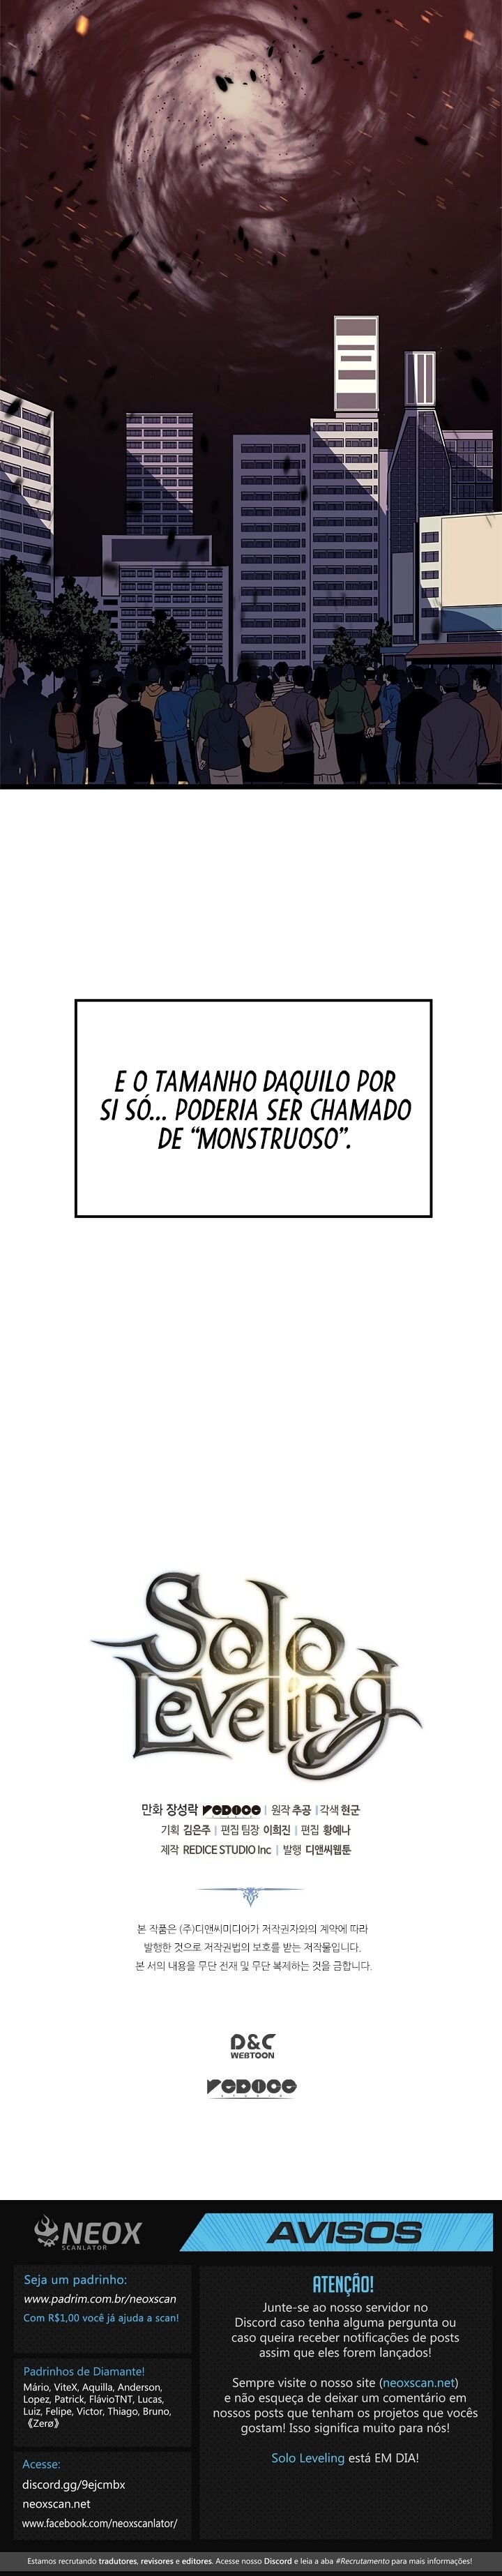 E O TAMANHO DAQUILO POR
SI SÓ... PODERIA SER CHAMADO
DE “MONSTRUOSO”.
Solo
Leveling
만화 장성락 REDICE | 원작 추공 | 각색 현군
기획 김은주 | 편집 팀장 이희진 | 편집 황예나
제작 REDICE STUDIO Inc | 발행 디앤씨웹툰
본 작품은 (주)디앤씨미디어가 저작권자와의 계약에 따라
발행한 것으로 저작권법의 보호를 받는 저작물입니다.
본 서의 내용을 무단 전재 및 무단 복제하는 것을 금합니다.
D&C
WEBTOON
REDICE
NEOX
SCANLATOR
AVISOS
Seja um padrinho:
www.padrim.com.br/neoxscan
Com R$1,00 você já ajuda a scan!
Padrinhos de Diamante!
Mário, ViteX, Aquilla, Anderson,
Lopez, Patrick, FlávioTNT, Lucas,
Luiz, Felipe, Victor, Thiago, Bruno,
《Zerø》
Acesse:
discord.gg/9ejcmbx
neoxscan.net
www.facebook.com/neoxscanlator/
ATENÇÃO!
Junte-se ao nosso servidor no
Discord caso tenha alguma pergunta ou
caso queira receber notificações de posts
assim que eles forem lançados!
Sempre visite o nosso site (neoxscan.net)
e não esqueça de deixar um comentário em
nossos posts que tenham os projetos que vocês
gostam! Isso significa muito para nós!
Solo Leveling está EM DIA!
Estamos recrutando tradutores, revisores e editores. Acesse nosso Discord e leia a aba #Recrutamento para mais informações!